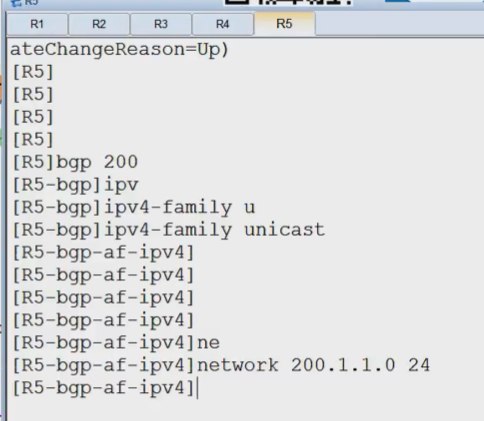 R5
R1 R2 R3 R4 R5
ateChangeReason=Up)
[R5]
[R5]
[R5]
[R5]
[R5]bgp 200
[R5-bgp]ipv
[R5-bgp]ipv4-family u
[R5-bgp]ipv4-family unicast
[R5-bgp-af-ipv4]
[R5-bgp-af-ipv4]
[R5-bgp-af-ipv4]
[R5-bgp-af-ipv4]
[R5-bgp-af-ipv4]ne
[R5-bgp-af-ipv4]network 200.1.1.0 24
[R5-bgp-af-ipv4]